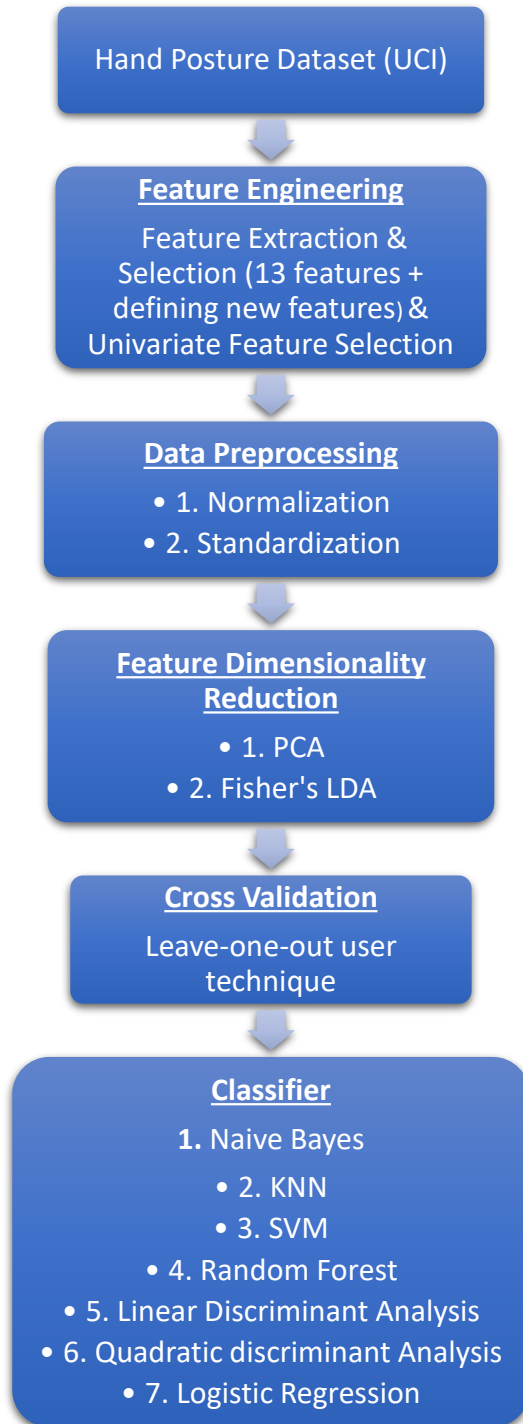 Hand Posture Dataset (UCI)
Feature Engineering
Feature Extraction &
Selection (13 features +
defining new features) &
Univariate Feature Selection
Data Preprocessing
• 1. Normalization
• 2. Standardization
Feature Dimensionality
Reduction
• 1. PCA
• 2. Fisher's LDA
Cross Validation
Leave-one-out user
technique
Classifier
1. Naive Bayes
• 2. KNN
• 3. SVM
• 4. Random Forest
• 5. Linear Discriminant Analysis
• 6. Quadratic discriminant Analysis
• 7. Logistic Regression